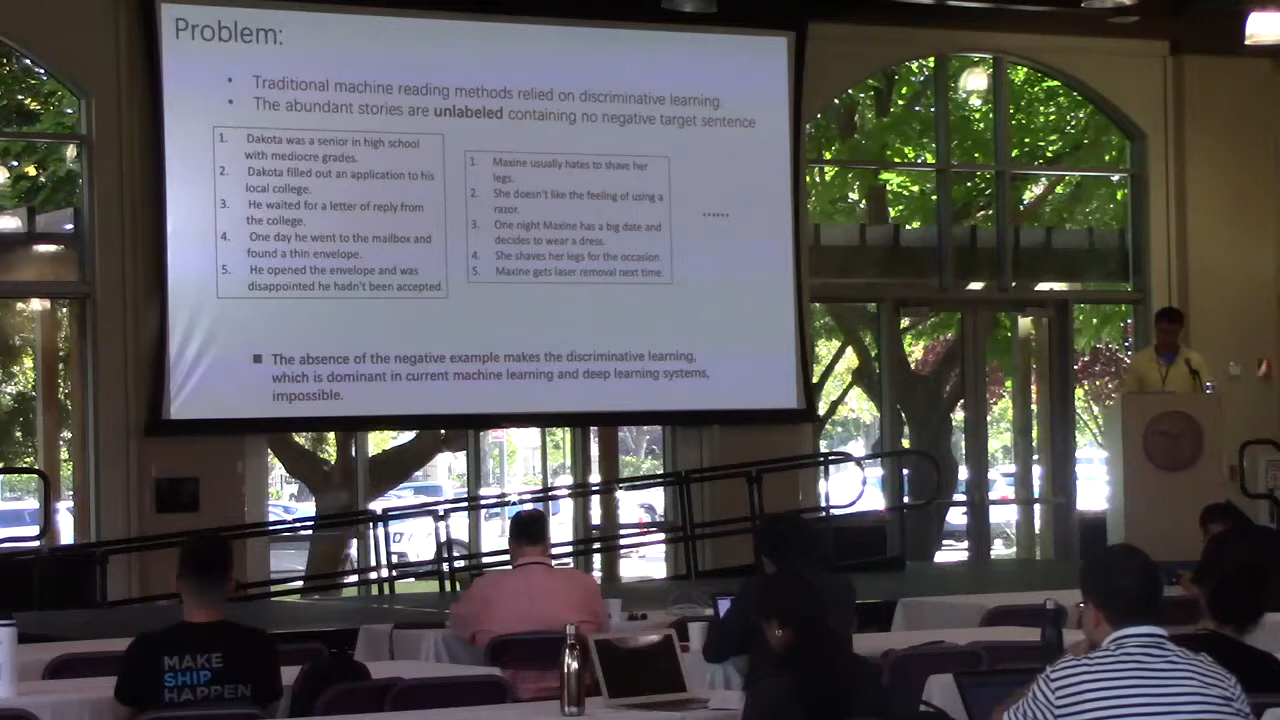 Problem:
• Traditional machine reading methods relied on discriminative learning
• The abundant stories are unlabeled containing no negative target sentence
1. Dakota was a senior in high school
with mediocre grades.
2. Dakota filled out an application to his
local college.
3. He waited for a letter of reply from
the college.
4. One day he went to the mailbox and
found a thin envelope.
5. He opened the envelope and was
disappointed he hadn't been accepted.
1. Maxine usually hates to shave her
legs.
2. She doesn't like the feeling of using a
razor.
3. One night Maxine has a big date and
decides to wear a dress.
4. She shaves her legs for the occasion.
5. Maxine gets laser removal next time.
......
■ The absence of the negative example makes the discriminative learning,
which is dominant in current machine learning and deep learning systems,
impossible.
MAKE
SHIP
HAPPEN